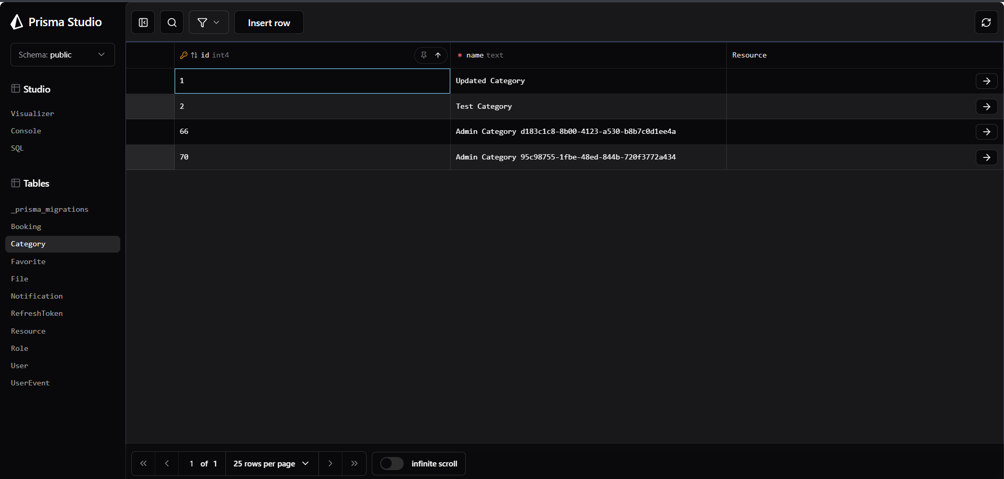 Prisma Studio
Insert row
Schema: public
id int4
* name text
Resource
1 Updated Category
2 Test Category
66 Admin Category d183c1c8-8b00-4123-a530-b8b7c0d1ee4a
70 Admin Category 95c98755-1fbe-48ed-844b-720f3772a434
Studio
Visualizer
Console
SQL
Tables
_prisma_migrations
Booking
Category
Favorite
File
Notification
RefreshToken
Resource
Role
User
UserEvent
1 of 1
25 rows per page
infinite scroll